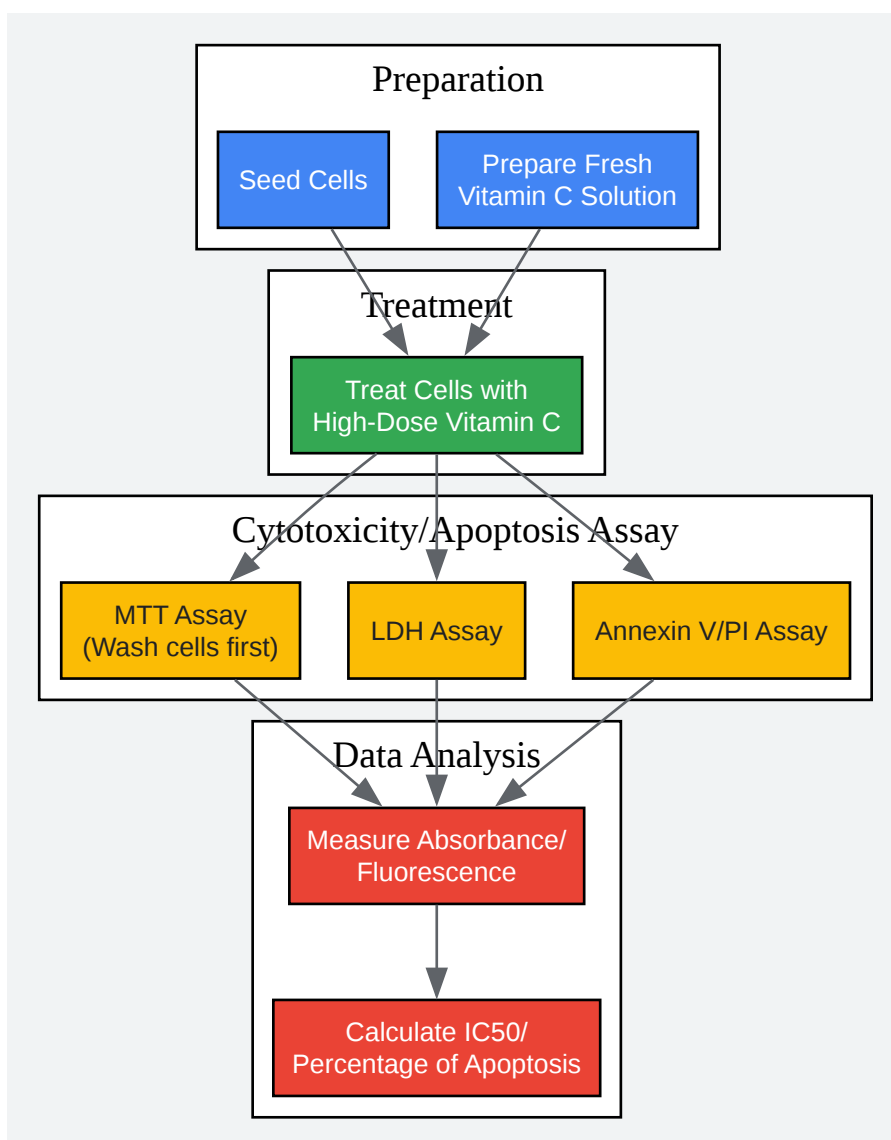 Preparation
Seed Cells
Prepare Fresh
Vitamin C Solution
Treatment
Treat Cells with
High-Dose Vitamin C
Cytotoxicity/Apoptosis Assay
MTT Assay
(Wash cells first)
LDH Assay
Annexin V/PI Assay
Data Analysis
Measure Absorbance/
Fluorescence
Calculate IC50/
Percentage of Apoptosis